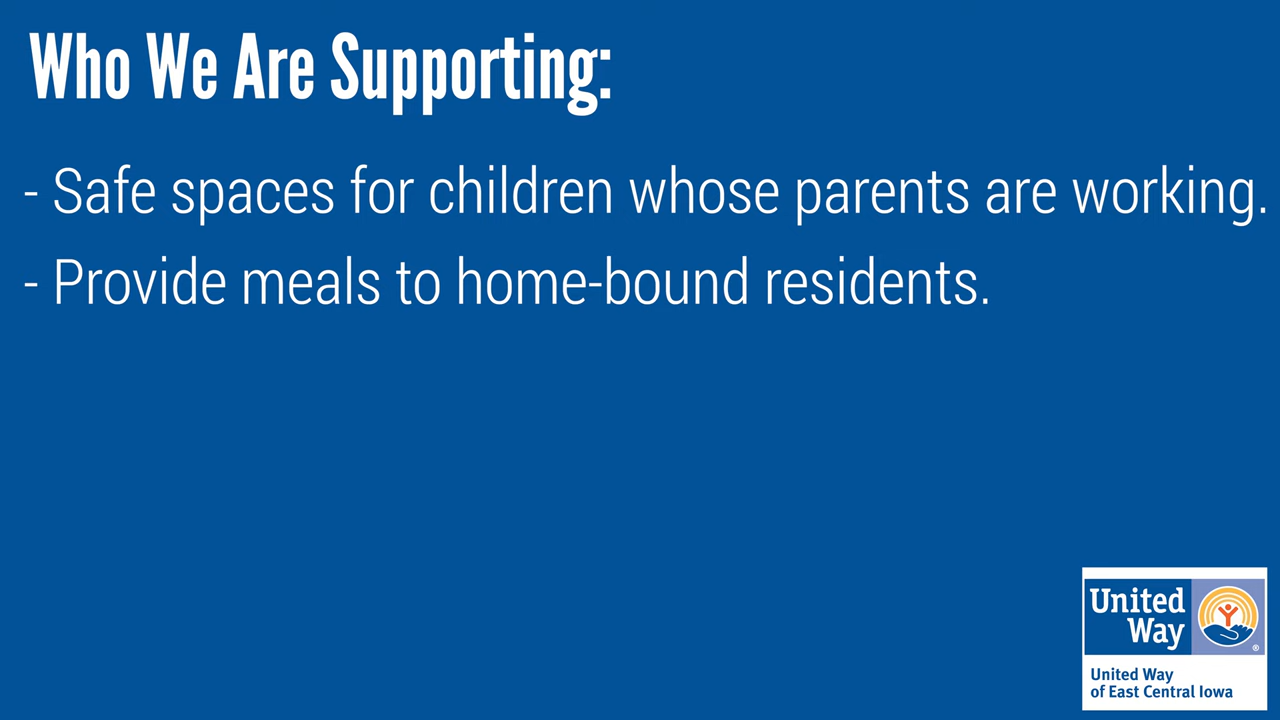 Who We Are Supporting:
- Safe spaces for children whose parents are working.
- Provide meals to home-bound residents.
United
Way
®
United Way
of East Central Iowa